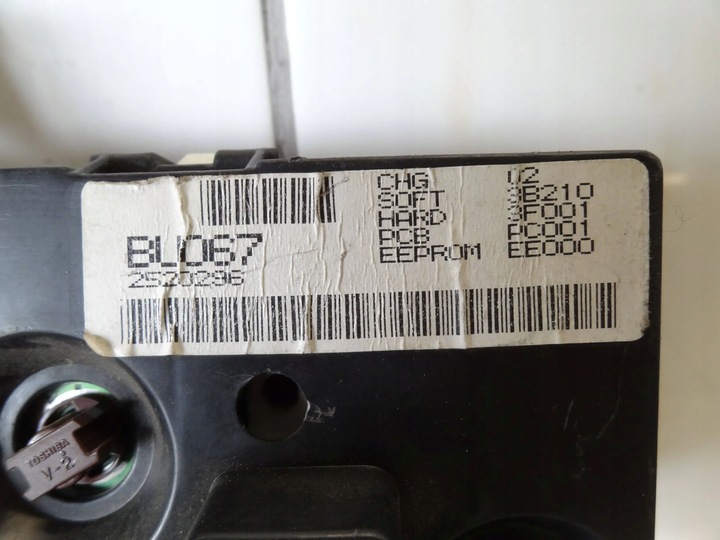 CHG 02
SOFT 3B210
HARD 3F001
PCB PC001
EEPROM EE000
BL067
2520296
TOSHIBA
V-2